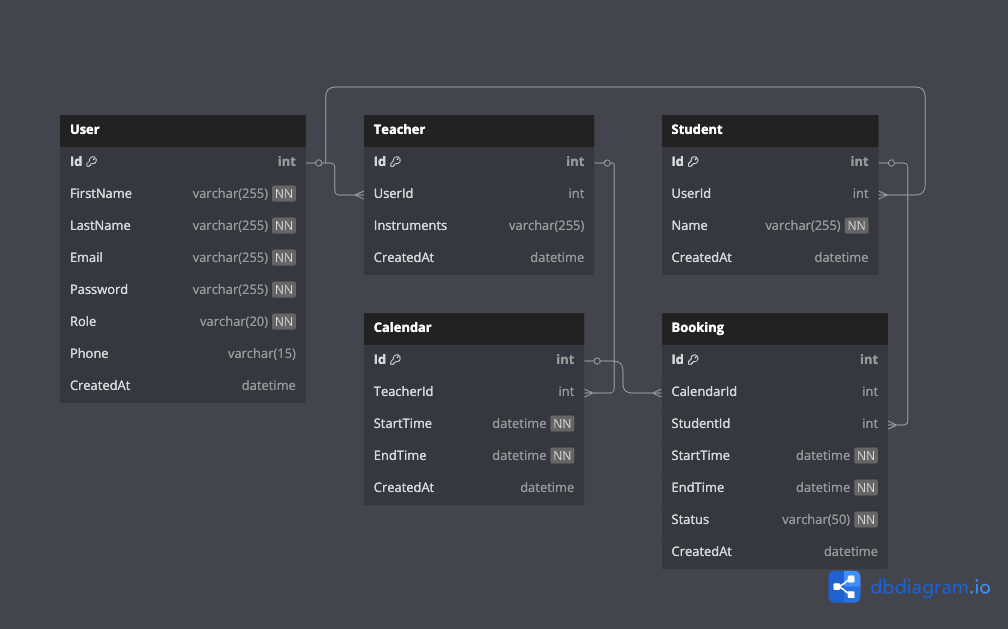 User
Id int
FirstName varchar(255) NN
LastName varchar(255) NN
Email varchar(255) NN
Password varchar(255) NN
Role varchar(20) NN
Phone varchar(15)
CreatedAt datetime
Teacher
Id int
UserId int
Instruments varchar(255)
CreatedAt datetime
Student
Id int
UserId int
Name varchar(255) NN
CreatedAt datetime
Calendar
Id int
TeacherId int
StartTime datetime NN
EndTime datetime NN
CreatedAt datetime
Booking
Id int
CalendarId int
StudentId int
StartTime datetime NN
EndTime datetime NN
Status varchar(50) NN
CreatedAt datetime
dbdiagram.io